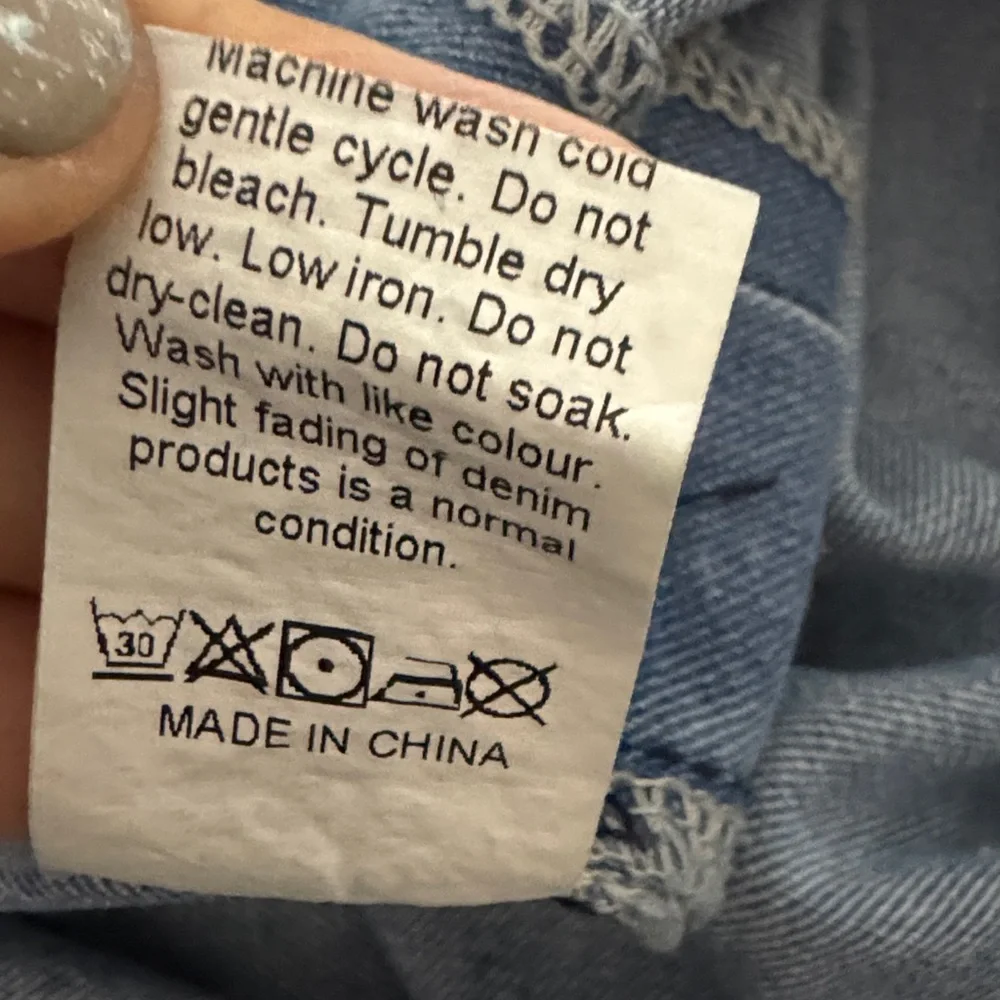 Machine wash cold
gentle cycle. Do not
bleach. Tumble dry
low. Low iron. Do not
dry-clean. Do not soak.
Wash with like colour.
Slight fading of denim
products is a normal
condition.
30
MADE IN CHINA